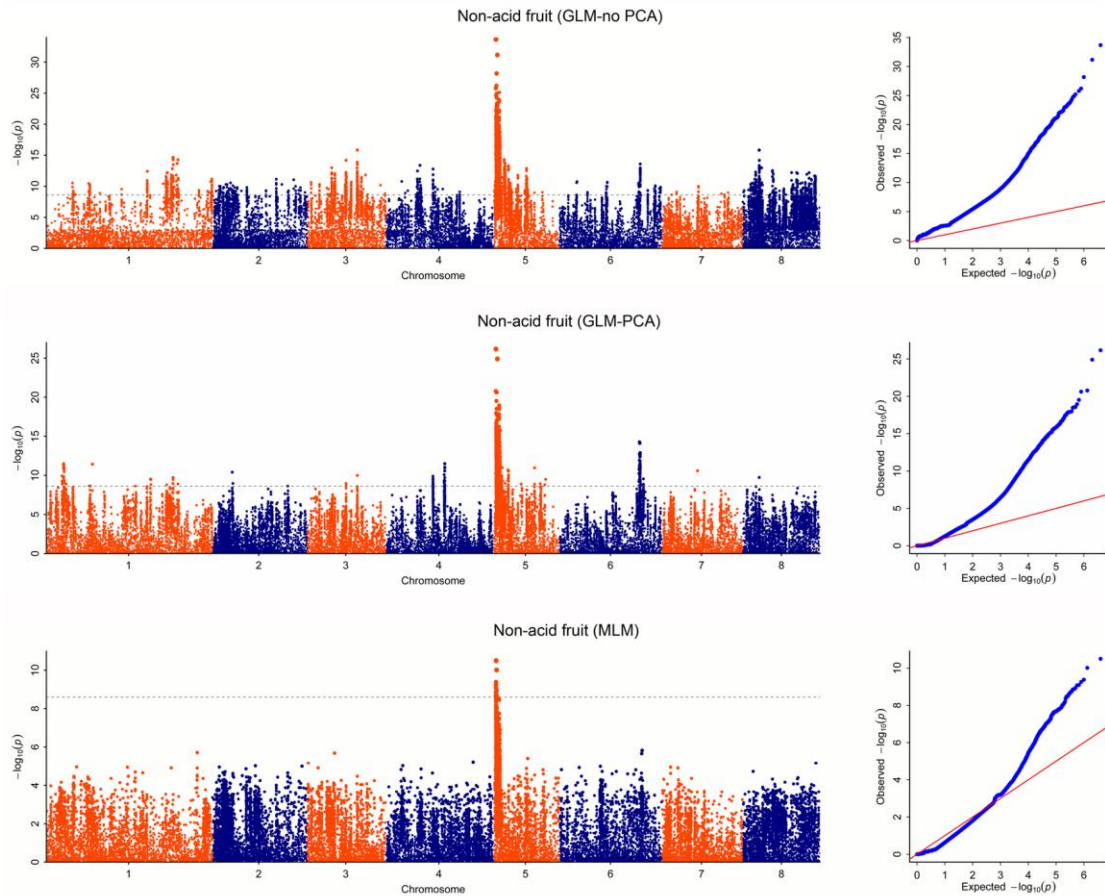 Non-acid fruit (GLM-no PCA)
−log10(p)
0 5 10 15 20 25 30
1 2 3 4 5 6 7 8
Chromosome
Observed −log10(p)
0 5 10 15 20 25 30 35
0 1 2 3 4 5 6
Expected −log10(p)
Non-acid fruit (GLM-PCA)
−log10(p)
0 5 10 15 20 25
1 2 3 4 5 6 7 8
Chromosome
Observed −log10(p)
0 5 10 15 20 25
0 1 2 3 4 5 6
Expected −log10(p)
Non-acid fruit (MLM)
−log10(p)
0 2 4 6 8 10
1 2 3 4 5 6 7 8
Chromosome
Observed −log10(p)
0 2 4 6 8 10
0 1 2 3 4 5 6
Expected −log10(p)